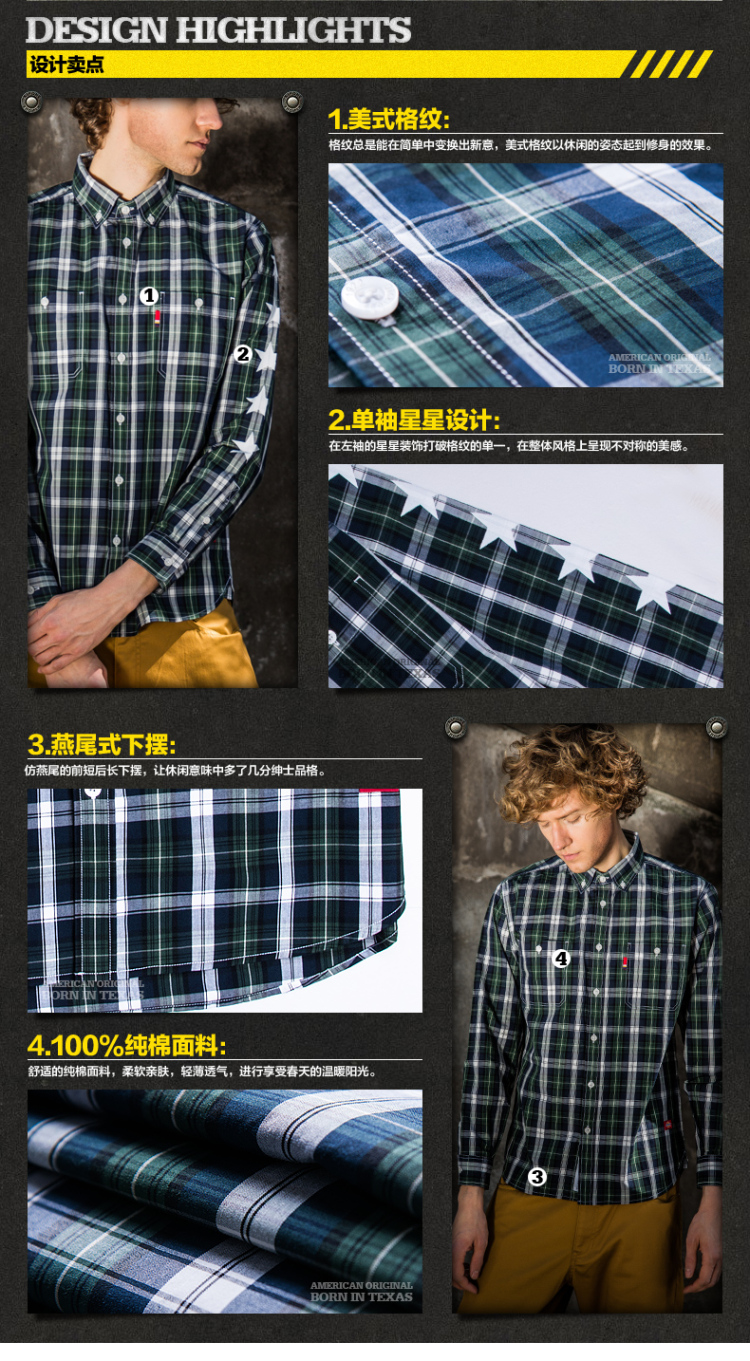 DESIGN HIGHLIGHTS
设计卖点
1.美式格纹:
格纹总是能在简单中变换出新意，美式格纹以休闲的姿态起到修身的效果。
1
2
AMERICAN ORIGINAL
BORN IN TEXAS
2.单袖星星设计:
在左袖的星星装饰打破格纹的单一，在整体风格上呈现不对称的美感。
3.燕尾式下摆:
仿燕尾的前短后长下摆，让休闲意味中多了几分绅士品格。
AMERICAN ORIGINAL
BORN IN TEXAS
4
3
4.100%纯棉面料:
舒适的纯棉面料，柔软亲肤，轻薄透气，进行享受春天的温暖阳光。
AMERICAN ORIGINAL
BORN IN TEXAS